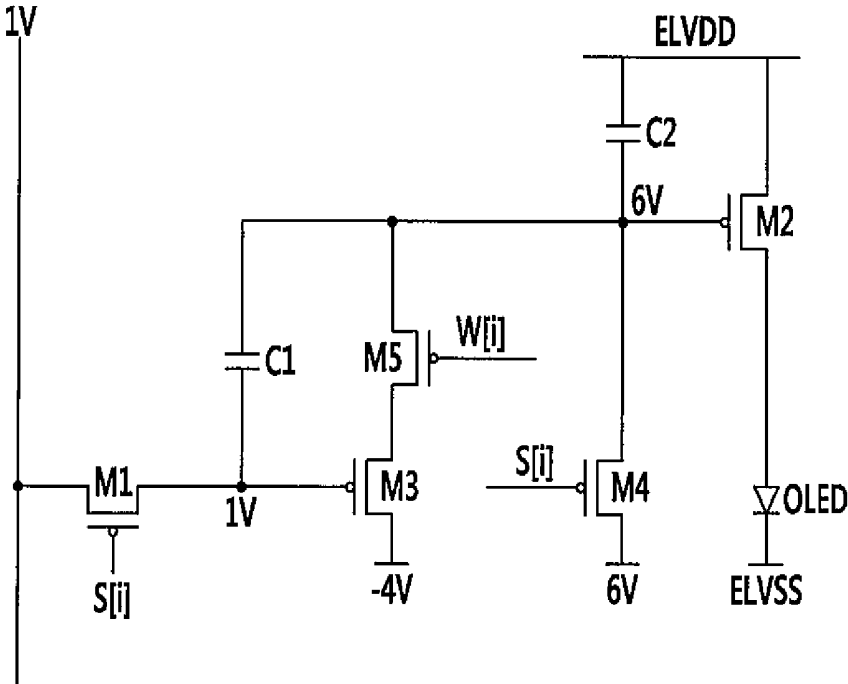 1V
ELVDD
C2
6V
M2
W[i]
M5
C1
S[i]
M1
M3
M4
1V
OLED
S[i]
-4V
6V
ELVSS